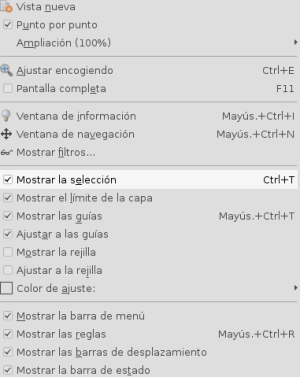 Vista nueva
Punto por punto
Ampliación (100%)
Ajustar encogiendo Ctrl+E
Pantalla completa F11
Ventana de información Mayús.+Ctrl+I
Ventana de navegación Mayús.+Ctrl+N
Mostrar filtros...
Mostrar la selección Ctrl+T
Mostrar el límite de la capa
Mostrar las guías Mayús.+Ctrl+T
Ajustar a las guías
Mostrar la rejilla
Ajustar a la rejilla
Color de ajuste:
Mostrar la barra de menú
Mostrar las reglas Mayús.+Ctrl+R
Mostrar las barras de desplazamiento
Mostrar la barra de estado